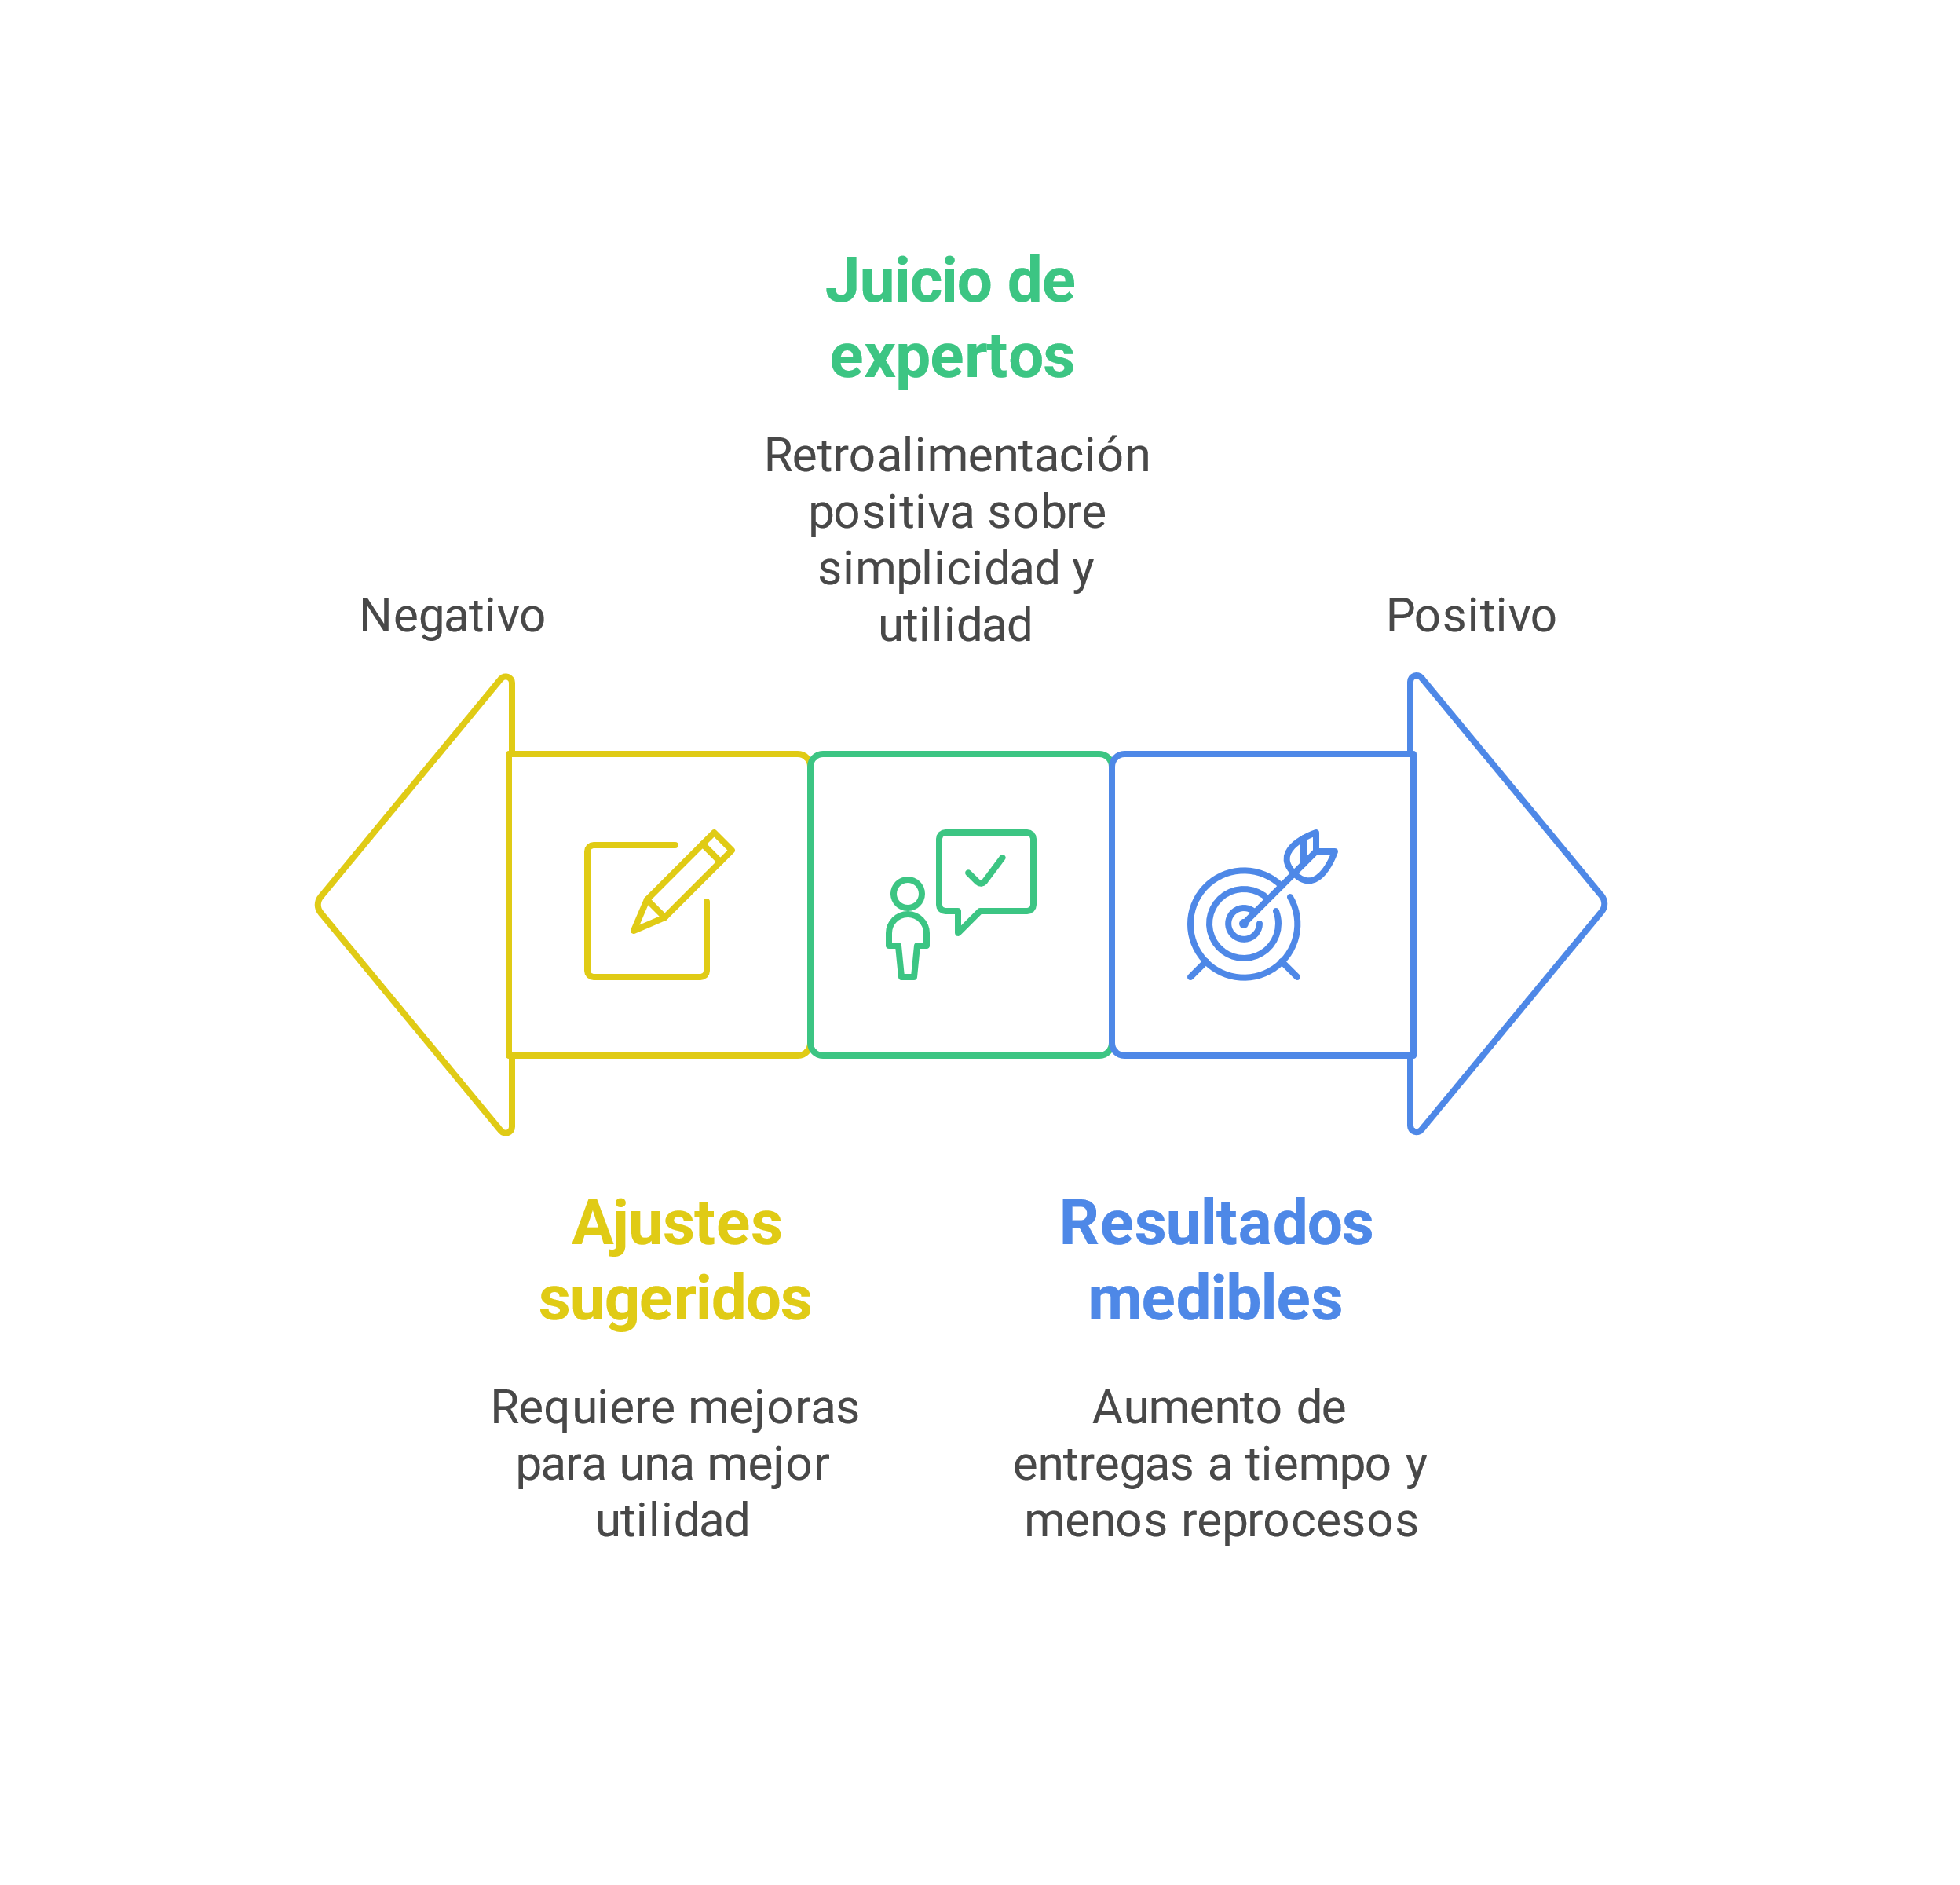 Juicio de
expertos
Retroalimentación
positiva sobre
simplicidad y
utilidad
Negativo
Positivo
Ajustes
sugeridos
Requiere mejoras
para una mejor
utilidad
Resultados
medibles
Aumento de
entregas a tiempo y
menos reprocesos